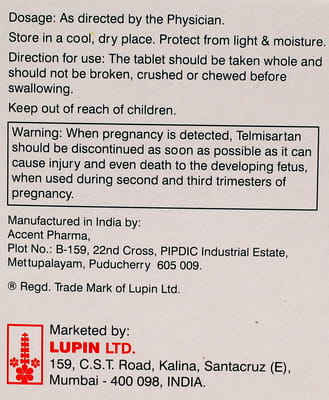 Dosage: As directed by the Physician.
Store in a cool, dry place. Protect from light & moisture.
Direction for use: The tablet should be taken whole and
should not be broken, crushed or chewed before
swallowing.
Keep out of reach of children.
Warning: When pregnancy is detected, Telmisartan
should be discontinued as soon as possible as it can
cause injury and even death to the developing fetus,
when used during second and third trimesters of
pregnancy.
Manufactured in India by:
Accent Pharma,
Plot No.: B-159, 22nd Cross, PIPDIC Industrial Estate,
Mettupalayam, Puducherry 605 009.
® Regd. Trade Mark of Lupin Ltd.
Marketed by:
LUPIN LTD.
159, C.S.T. Road, Kalina, Santacruz (E),
Mumbai - 400 098, INDIA.